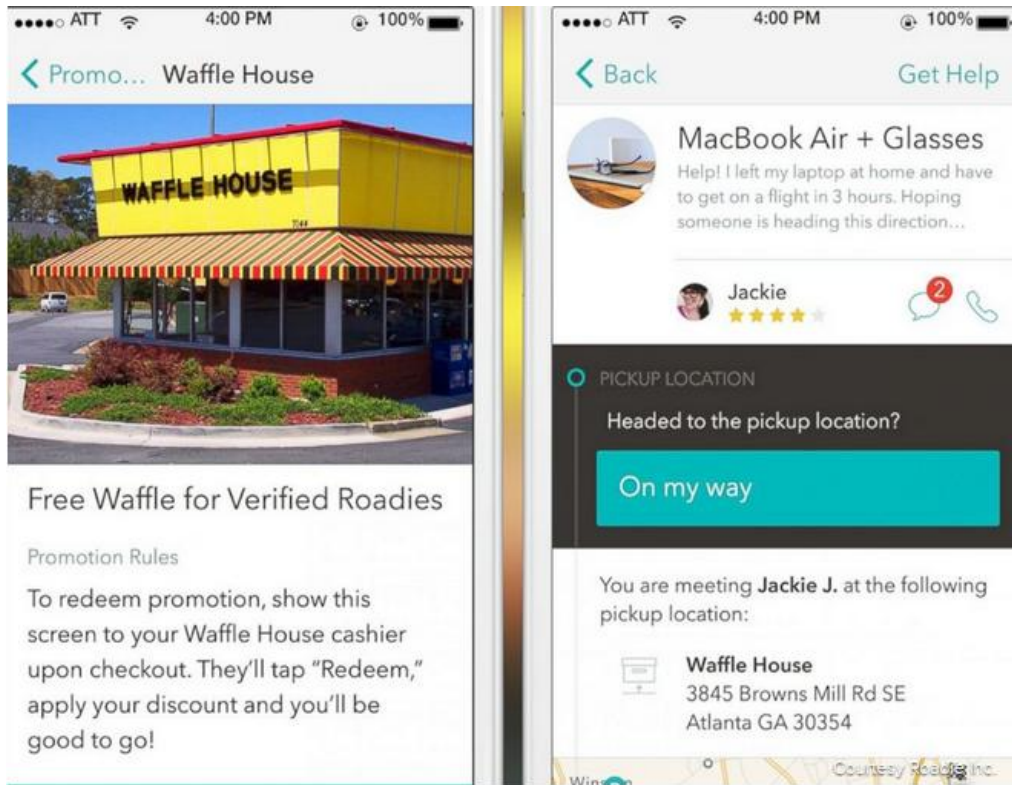 ATT 4:00 PM 100%
Promo... Waffle House
WAFFLE HOUSE
Free Waffle for Verified Roadies
Promotion Rules
To redeem promotion, show this
screen to your Waffle House cashier
upon checkout. They'll tap “Redeem,”
apply your discount and you'll be
good to go!
ATT 4:00 PM 100%
Back Get Help
MacBook Air + Glasses
Help! I left my laptop at home and have
to get on a flight in 3 hours. Hoping
someone is heading this direction...
Jackie
2
PICKUP LOCATION
Headed to the pickup location?
On my way
You are meeting Jackie J. at the following
pickup location:
Waffle House
3845 Browns Mill Rd SE
Atlanta GA 30354
Courtesy Roadie Inc.